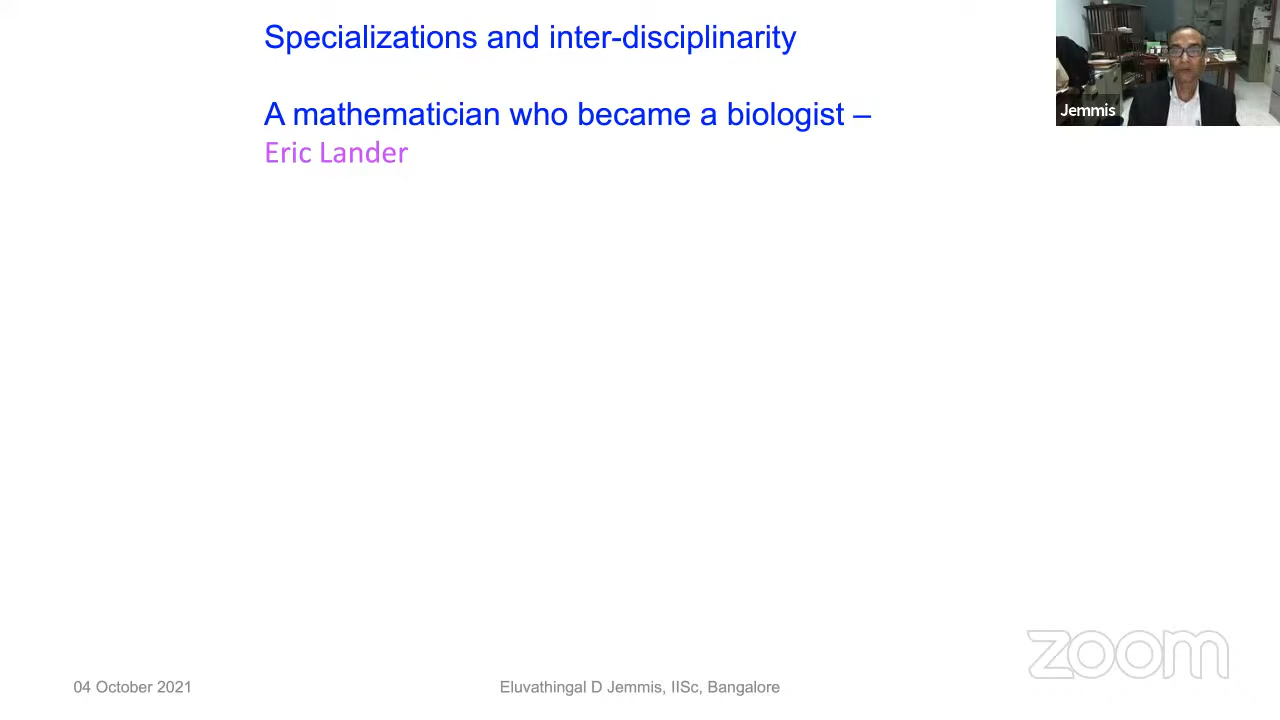 Specializations and inter-disciplinarity
A mathematician who became a biologist –
Eric Lander
Jemmis
zoom
04 October 2021
Eluvathingal D Jemmis, IISc, Bangalore